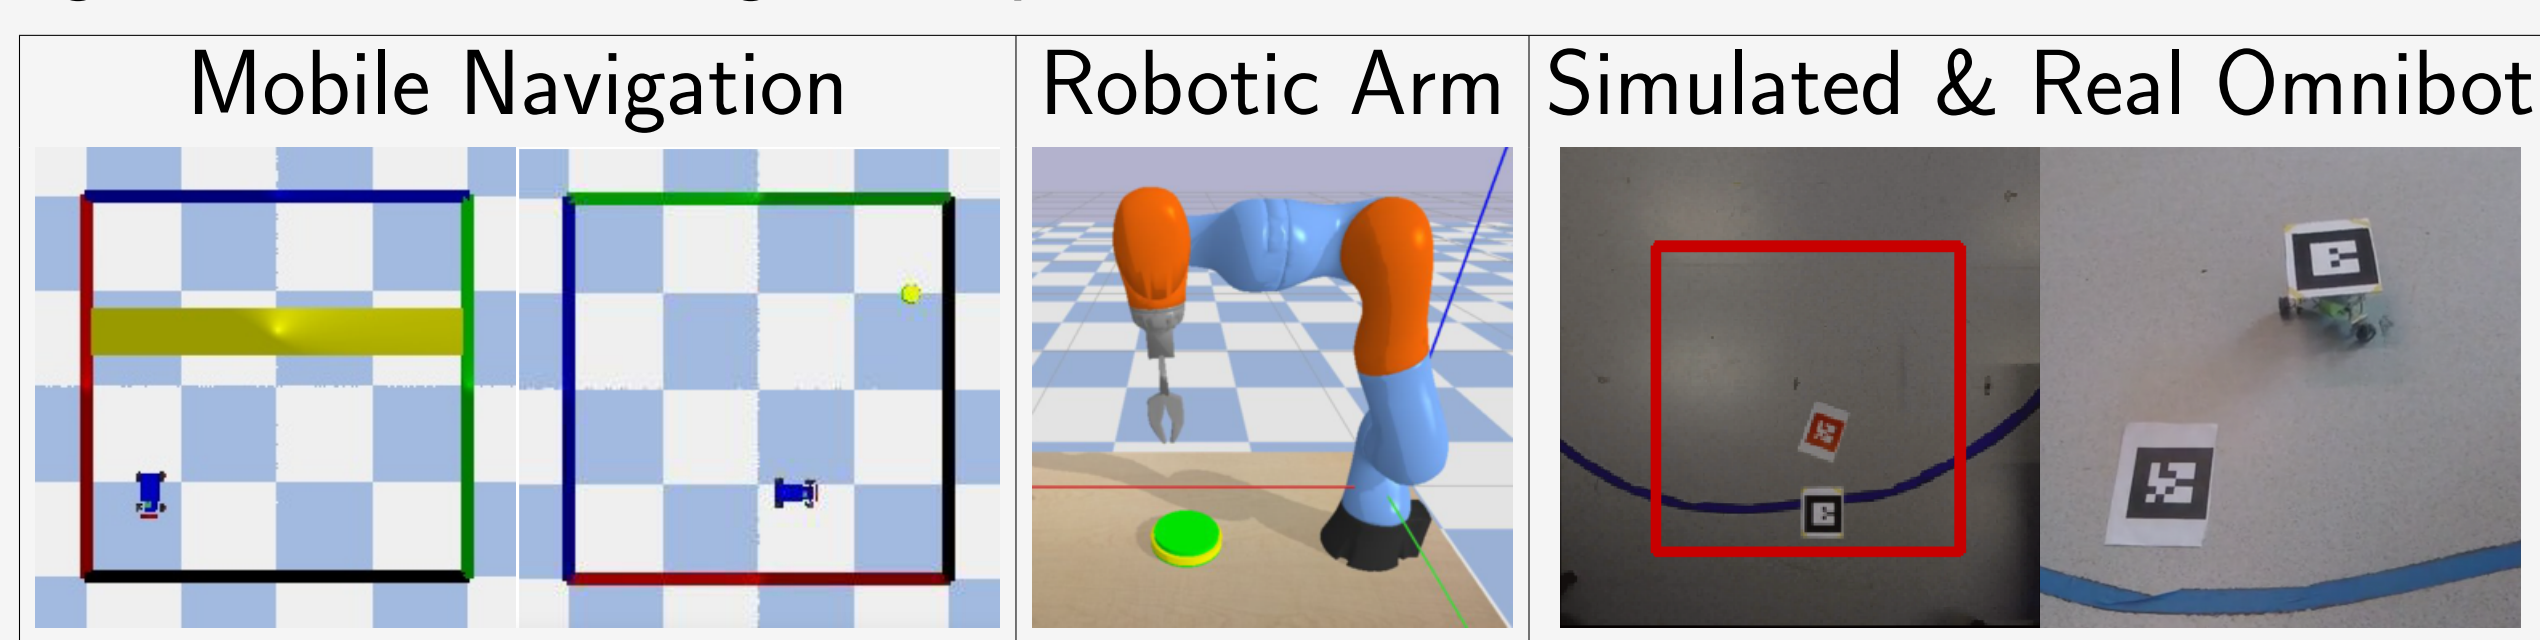 Mobile Navigation
Robotic Arm
Simulated & Real Omnibot